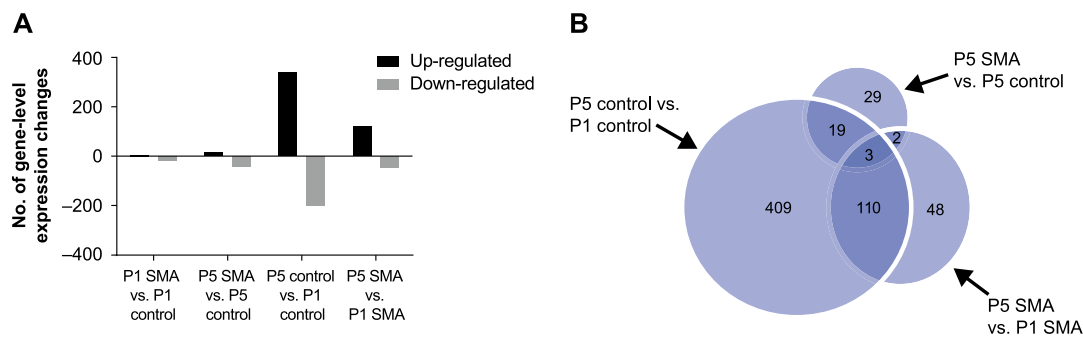 A
400
200
0
–200
–400
No. of gene-level
expression changes
Up-regulated
Down-regulated
P1 SMA
vs. P1
control
P5 SMA
vs. P5
control
P5 control
vs. P1
control
P5 SMA
vs.
P1 SMA
B
P5 control vs.
P1 control
P5 SMA
vs. P5 control
29
19
2
3
409
110
48
P5 SMA
vs. P1 SMA